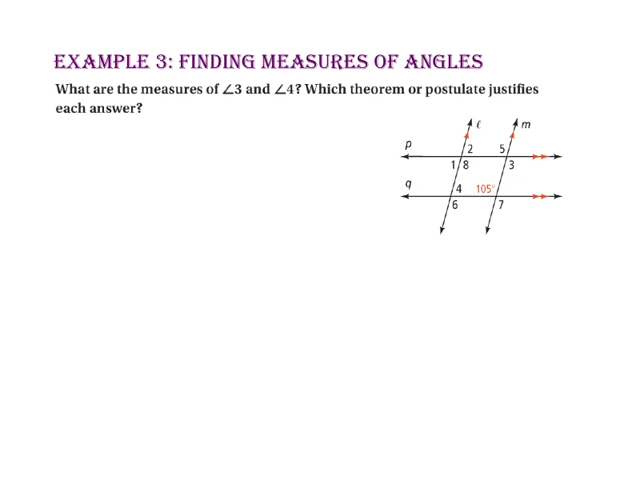 EXAMPLE 3: FINDING MEASURES OF ANGLES
What are the measures of ∠3 and ∠4? Which theorem or postulate justifies
each answer?
ℓ m
p 2 5
1 8 3
q 4 105°
6 7